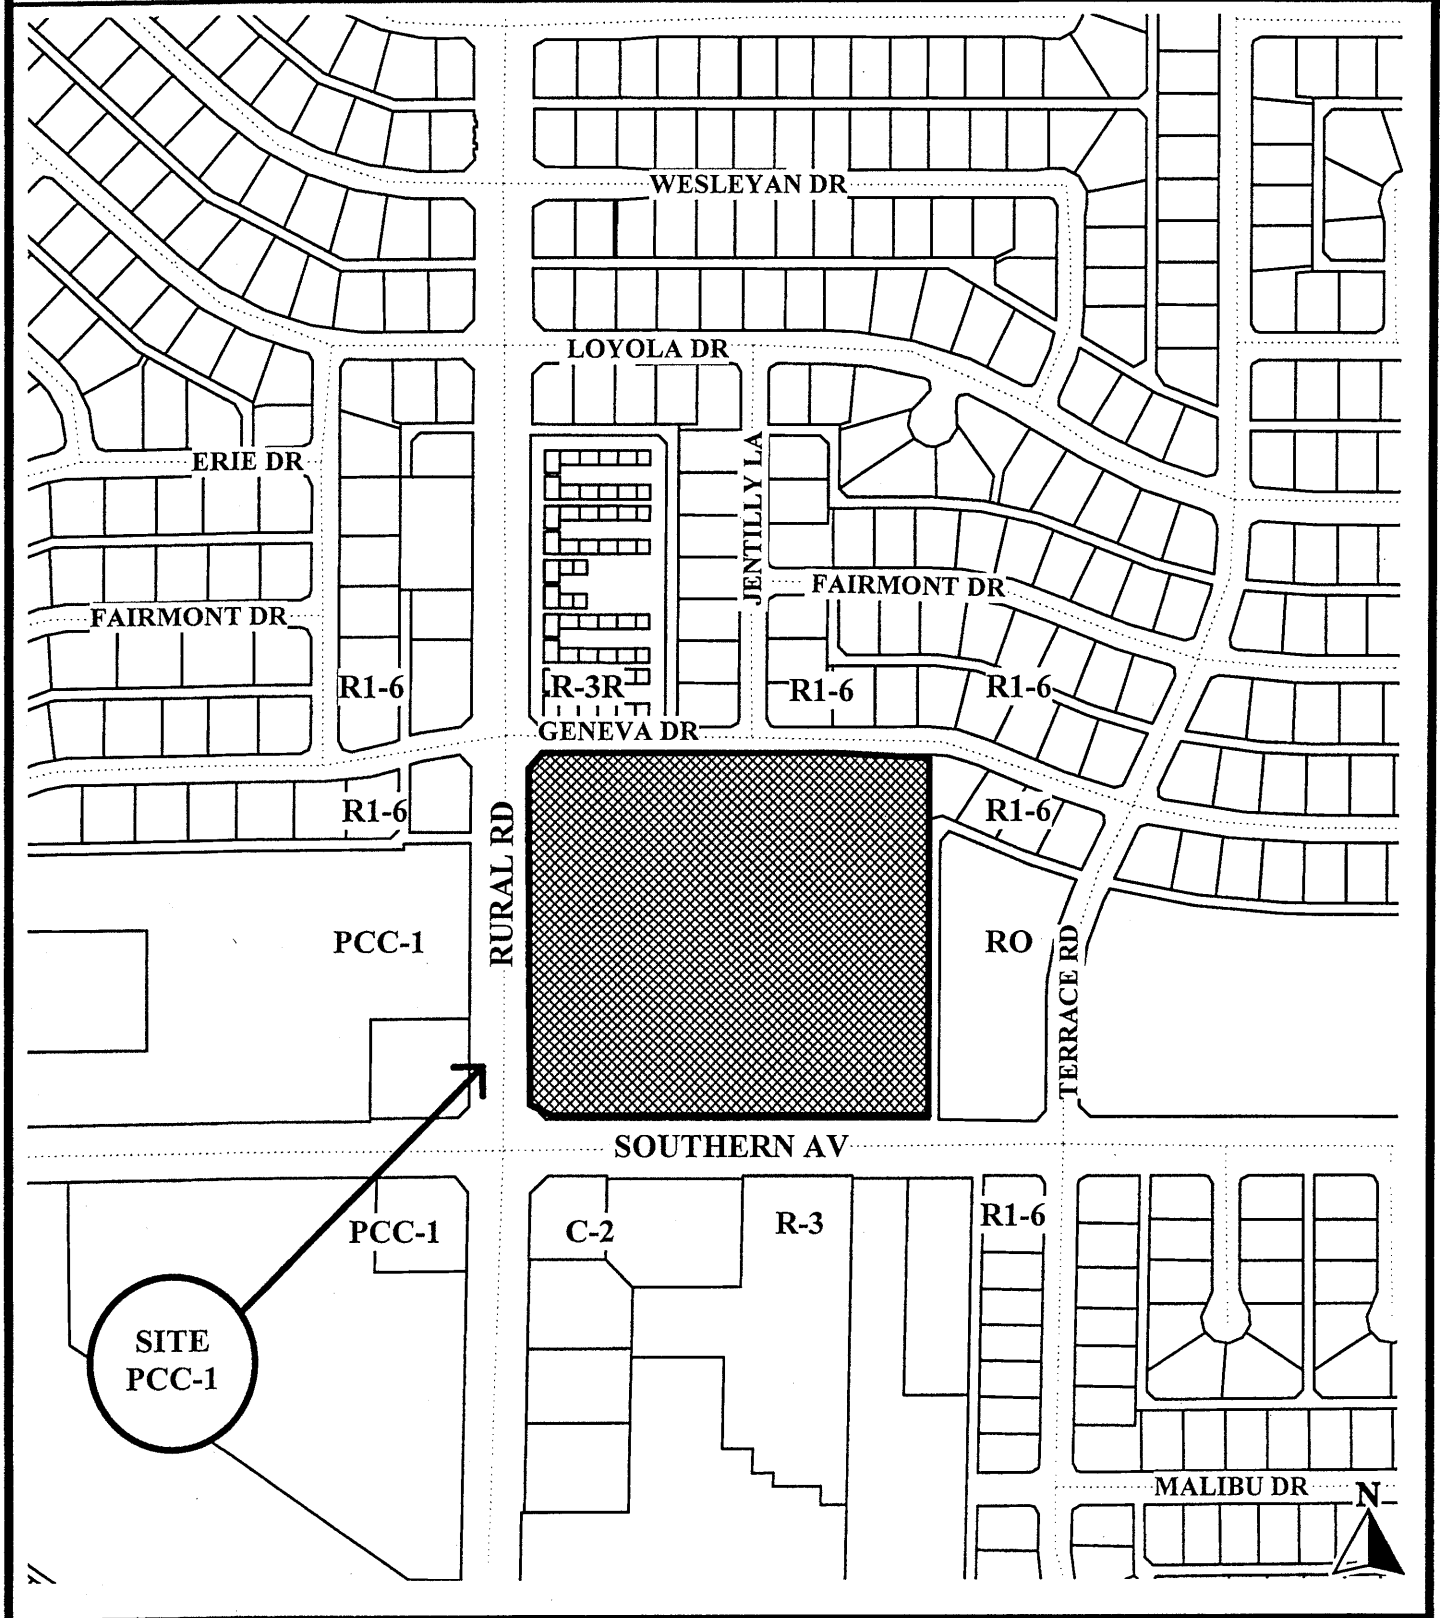 WESLEYAN DR
LOYOLA DR
ERIE DR
JENTILLY LA
FAIRMONT DR
FAIRMONT DR
R1-6
R-3R
R1-6
R1-6
GENEVA DR
R1-6
R1-6
RURAL RD
PCC-1
RO
TERRACE RD
SOUTHERN AV
PCC-1
C-2
R-3
R1-6
SITE
PCC-1
MALIBU DR
N